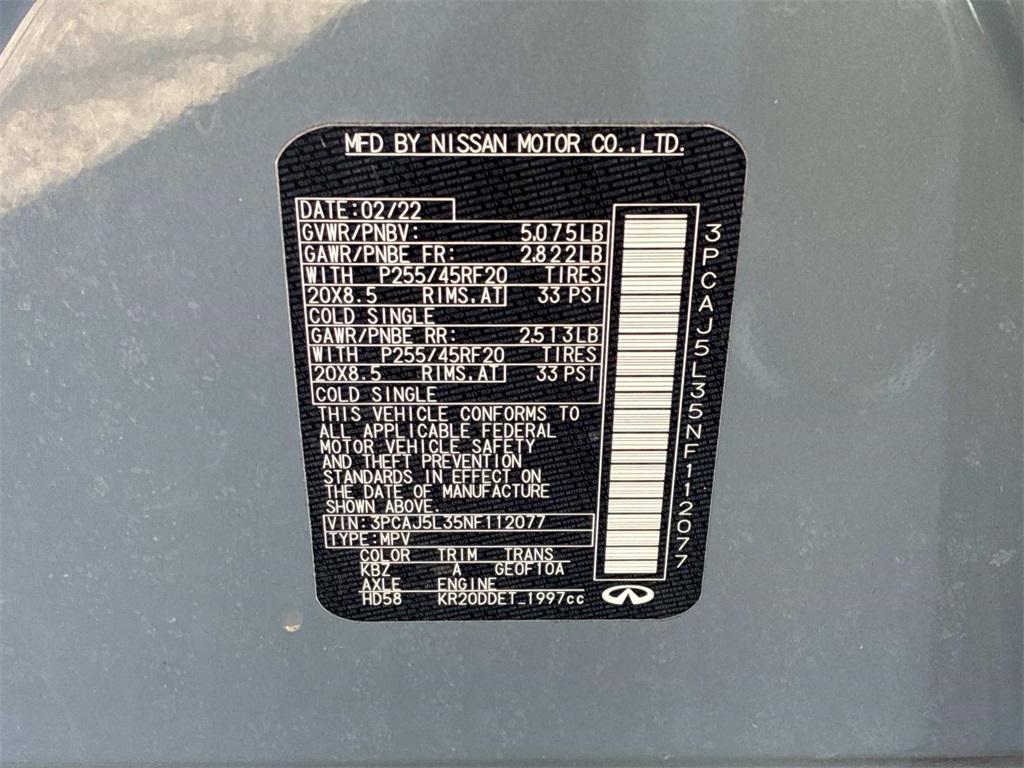 MFD BY NISSAN MOTOR CO.,LTD.
DATE:02/22
GVWR/PNBV: 5.075LB
GAWR/PNBE FR: 2.822LB
WITH P255/45RF20 TIRES
20X8.5 RIMS.AT 33 PSI
COLD SINGLE
GAWR/PNBE RR: 2.513LB
WITH P255/45RF20 TIRES
20X8.5 RIMS.AT 33 PSI
COLD SINGLE
THIS VEHICLE CONFORMS TO
ALL APPLICABLE FEDERAL
MOTOR VEHICLE SAFETY
AND THEFT PREVENTION
STANDARDS IN EFFECT ON
THE DATE OF MANUFACTURE
SHOWN ABOVE.
VIN:3PCAJ5L35NF112077
TYPE:MPV
COLOR TRIM TRANS
KBZ A GE0F10A
AXLE ENGINE
HD58 KR20DDET_1997cc
3PCAJ5L35NF112077